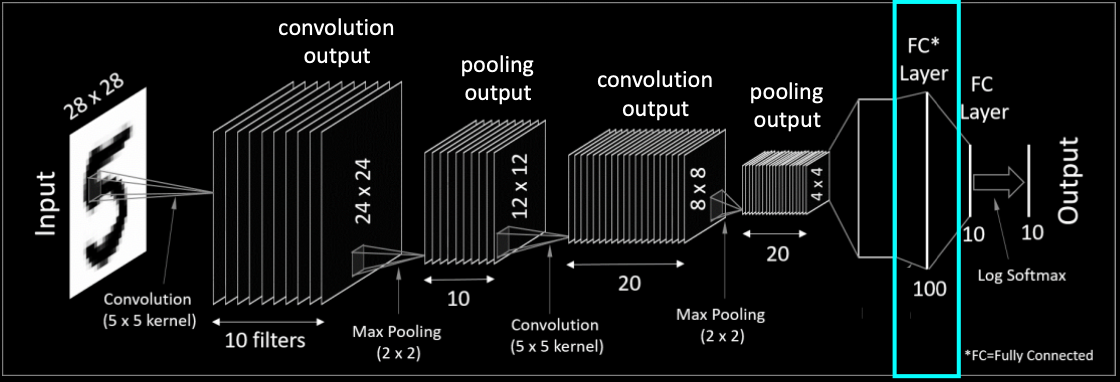 28 x 28
Input
Convolution
(5 x 5 kernel)
convolution
output
24 x 24
10 filters
Max Pooling
(2 x 2)
pooling
output
12 x 12
10
Convolution
(5 x 5 kernel)
convolution
output
8 x 8
20
Max Pooling
(2 x 2)
pooling
output
4 x 4
20
FC*
Layer
100
FC
Layer
10
Log Softmax
10
Output
*FC=Fully Connected